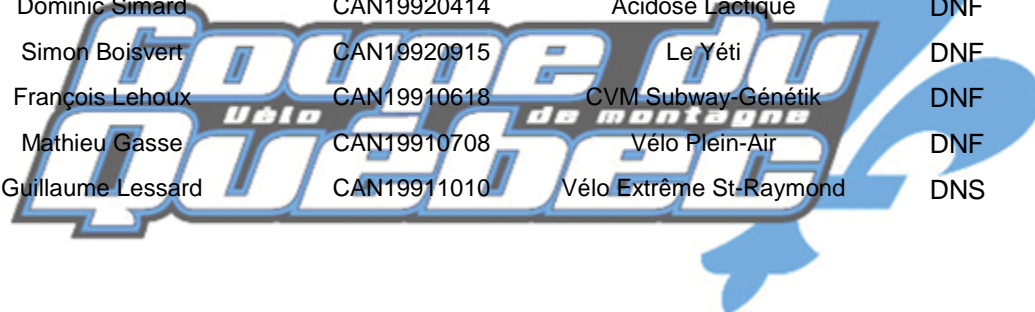 Dominic Simard CAN19920414 Acidose Lactique DNF
Simon Boisvert CAN19920915 Le Yéti DNF
François Lehoux CAN19910618 CVM Subway-Génétik DNF
Mathieu Gasse CAN19910708 Vélo Plein-Air DNF
Guillaume Lessard CAN19911010 Vélo Extrême St-Raymond DNS
Coupe du
Vélo de montagne
Québec